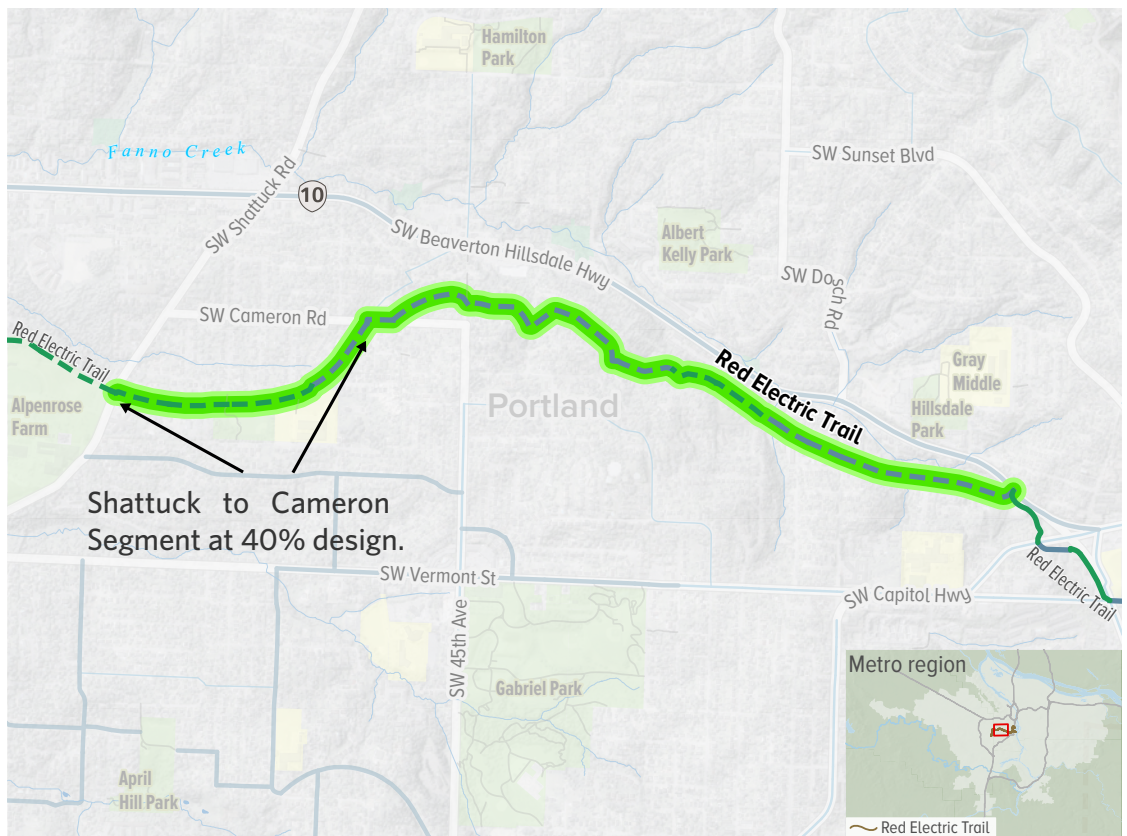 Hamilton
Park
Fanno Creek
SW Sunset Blvd
SW Shattuck Rd
10
SW Beaverton Hillsdale Hwy
Albert
Kelly Park
SW Dosch Rd
SW Cameron Rd
Red Electric Trail
Red Electric Trail
Gray
Middle
Alpenrose
Farm
Portland
Hillsdale
Park
Shattuck to Cameron
Segment at 40% design.
Red Electric Trail
SW Vermont St
SW Capitol Hwy
SW 45th Ave
Gabriel Park
Metro region
April
Hill Park
Red Electric Trail